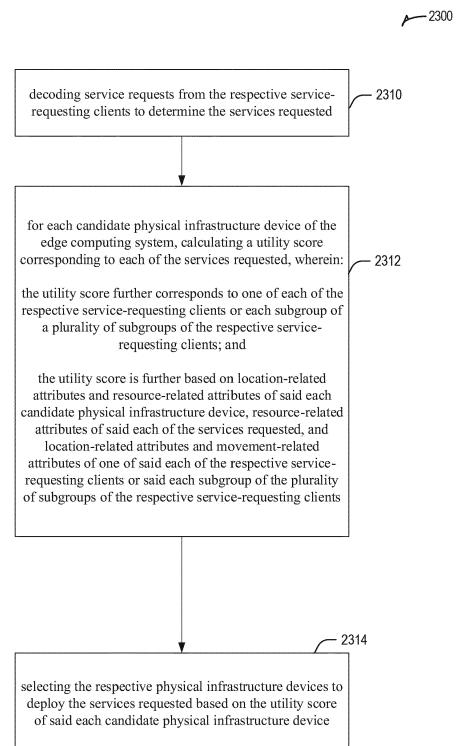 2300
decoding service requests from the respective service-
requesting clients to determine the services requested
2310
for each candidate physical infrastructure device of the
edge computing system, calculating a utility score
corresponding to each of the services requested, wherein:
2312
the utility score further corresponds to one of each of the
respective service-requesting clients or each subgroup of
a plurality of subgroups of the respective service-
requesting clients; and
the utility score is further based on location-related
attributes and resource-related attributes of said each
candidate physical infrastructure device, resource-related
attributes of said each of the services requested, and
location-related attributes and movement-related
attributes of one of said each of the respective service-
requesting clients or said each subgroup of the plurality
of subgroups of the respective service-requesting clients
2314
selecting the respective physical infrastructure devices to
deploy the services requested based on the utility score
of said each candidate physical infrastructure device